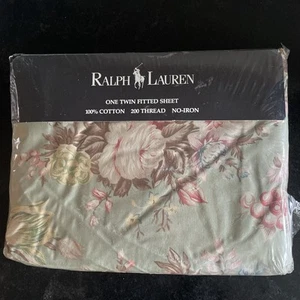 RALPH LAUREN
ONE TWIN FITTED SHEET
100% COTTON 200 THREAD NO-IRON